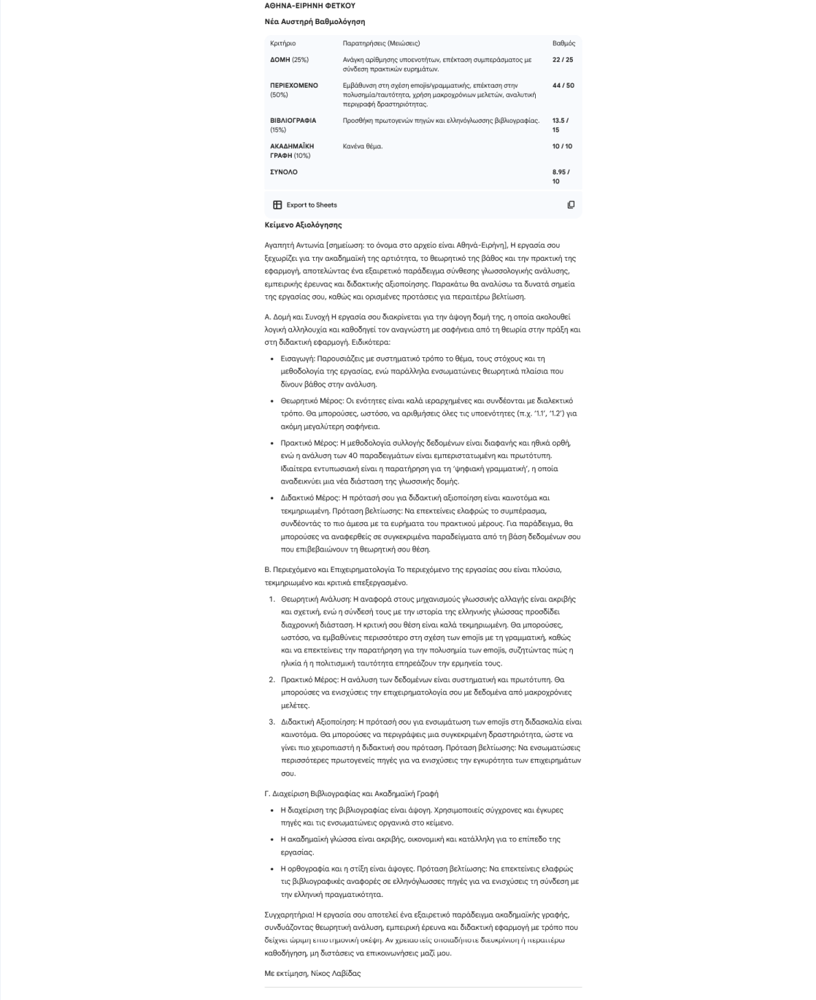 ΑΘΗΝΑ-ΕΙΡΗΝΗ ΦΕΤΚΟΥ
Νέα Αυστηρή Βαθμολόγηση
Κριτήριο Παρατηρήσεις (Μειώσεις) Βαθμός
ΔΟΜΗ (25%) Ανάγκη αρίθμησης υποενοτήτων, επέκταση συμπεράσματος με 22 / 25
σύνδεση πρακτικών ευρημάτων.
ΠΕΡΙΕΧΟΜΕΝΟ Εμβάθυνση στη σχέση emojis/γραμματικής, επέκταση στην 44 / 50
(50%) πολυσημία/ταυτότητα, χρήση μακροχρόνιων μελετών, αναλυτική
περιγραφή δραστηριότητας.
ΒΙΒΛΙΟΓΡΑΦΙΑ Προσθήκη πρωτογενών πηγών και ελληνόγλωσσης βιβλιογραφίας. 13.5 /
(15%) 15
ΑΚΑΔΗΜΑΪΚΗ Κανένα θέμα. 10 / 10
ΓΡΑΦΗ (10%)
ΣΥΝΟΛΟ 8.95 /
10
Export to Sheets
Κείμενο Αξιολόγησης
Αγαπητή Αντωνία [σημείωση: το όνομα στο αρχείο είναι Αθηνά-Ειρήνη], Η εργασία σου
ξεχωρίζει για την ακαδημαϊκή της αρτιότητα, το θεωρητικό της βάθος και την πρακτική της
εφαρμογή, αποτελώντας ένα εξαιρετικό παράδειγμα σύνθεσης γλωσσολογικής ανάλυσης,
εμπειρικής έρευνας και διδακτικής αξιοποίησης. Παρακάτω θα αναλύσω τα δυνατά σημεία
της εργασίας σου, καθώς και ορισμένες προτάσεις για περαιτέρω βελτίωση.
Α. Δομή και Συνοχή Η εργασία σου διακρίνεται για την άψογη δομή της, η οποία ακολουθεί
λογική αλληλουχία και καθοδηγεί τον αναγνώστη με σαφήνεια από τη θεωρία στην πράξη και
στη διδακτική εφαρμογή. Ειδικότερα:
• Εισαγωγή: Παρουσιάζεις με συστηματικό τρόπο το θέμα, τους στόχους και τη
μεθοδολογία της εργασίας, ενώ παράλληλα ενσωματώνεις θεωρητικά πλαίσια που
δίνουν βάθος στην ανάλυση.
• Θεωρητικό Μέρος: Οι ενότητες είναι καλά ιεραρχημένες και συνδέονται με διαλεκτικό
τρόπο. Θα μπορούσες, ωστόσο, να αριθμήσεις όλες τις υποενότητες (π.χ. '1.1', '1.2') για
ακόμη μεγαλύτερη σαφήνεια.
• Πρακτικό Μέρος: Η μεθοδολογία συλλογής δεδομένων είναι διαφανής και ηθικά ορθή,
ενώ η ανάλυση των 40 παραδειγμάτων είναι εμπεριστατωμένη και πρωτότυπη.
Ιδιαίτερα εντυπωσιακή είναι η παρατήρηση για τη 'ψηφιακή γραμματική', η οποία
αναδεικνύει μια νέα διάσταση της γλωσσικής δομής.
• Διδακτικό Μέρος: Η πρότασή σου για διδακτική αξιοποίηση είναι καινοτόμα και
τεκμηριωμένη. Πρόταση βελτίωσης: Να επεκτείνεις ελαφρώς το συμπέρασμα,
συνδέοντάς το πιο άμεσα με τα ευρήματα του πρακτικού μέρους. Για παράδειγμα, θα
μπορούσες να αναφερθείς σε συγκεκριμένα παραδείγματα από τη βάση δεδομένων σου
που επιβεβαιώνουν τη θεωρητική σου θέση.
Β. Περιεχόμενο και Επιχειρηματολογία Το περιεχόμενο της εργασίας σου είναι πλούσιο,
τεκμηριωμένο και κριτικά επεξεργασμένο.
1. Θεωρητική Ανάλυση: Η αναφορά στους μηχανισμούς γλωσσικής αλλαγής είναι ακριβής
και σχετική, ενώ η σύνδεσή τους με την ιστορία της ελληνικής γλώσσας προσδίδει
διαχρονική διάσταση. Η κριτική σου θέση είναι καλά τεκμηριωμένη. Θα μπορούσες,
ωστόσο, να εμβαθύνεις περισσότερο στη σχέση των emojis με τη γραμματική, καθώς
και να επεκτείνεις την παρατήρηση για την πολυσημία των emojis, συζητώντας πώς η
ηλικία ή η πολιτισμική ταυτότητα επηρεάζουν την ερμηνεία τους.
2. Πρακτικό Μέρος: Η ανάλυση των δεδομένων είναι συστηματική και πρωτότυπη. Θα
μπορούσες να ενισχύσεις την επιχειρηματολογία σου με δεδομένα από μακροχρόνιες
μελέτες.
3. Διδακτική Αξιοποίηση: Η πρότασή σου για ενσωμάτωση των emojis στη διδασκαλία είναι
καινοτόμα. Θα μπορούσες να περιγράψεις μια συγκεκριμένη δραστηριότητα, ώστε να
γίνει πιο χειροπιαστή η διδακτική σου πρόταση. Πρόταση βελτίωσης: Να ενσωματώσεις
περισσότερες πρωτογενείς πηγές για να ενισχύσεις την εγκυρότητα των επιχειρημάτων
σου.
Γ. Διαχείριση Βιβλιογραφίας και Ακαδημαϊκή Γραφή
• Η διαχείριση της βιβλιογραφίας είναι άψογη. Χρησιμοποιείς σύγχρονες και έγκυρες
πηγές και τις ενσωματώνεις οργανικά στο κείμενο.
• Η ακαδημαϊκή γλώσσα είναι ακριβής, οικονομική και κατάλληλη για το επίπεδο της
εργασίας.
• Η ορθογραφία και η στίξη είναι άψογες. Πρόταση βελτίωσης: Να επεκτείνεις ελαφρώς
τις βιβλιογραφικές αναφορές σε ελληνόγλωσσες πηγές για να ενισχύσεις τη σύνδεση με
την ελληνική πραγματικότητα.
Συγχαρητήρια! Η εργασία σου αποτελεί ένα εξαιρετικό παράδειγμα ακαδημαϊκής γραφής,
συνδυάζοντας θεωρητική ανάλυση, εμπειρική έρευνα και διδακτική εφαρμογή με τρόπο που
δείχνει ώριμη επιστημονική σκέψη. Αν χρειαστείς οποιαδήποτε διευκρίνιση ή περαιτέρω
καθοδήγηση, μη διστάσεις να επικοινωνήσεις μαζί μου.
Με εκτίμηση, Νίκος Λαβίδας